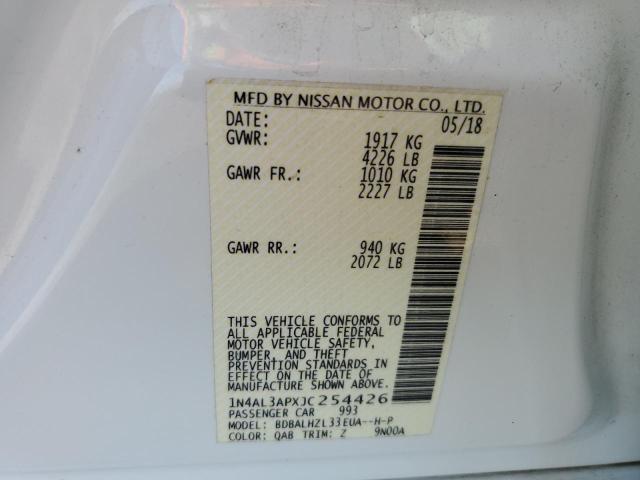 MFD BY NISSAN MOTOR CO., LTD.
DATE: 05/18
GVWR: 1917 KG
4226 LB
GAWR FR.: 1010 KG
2227 LB
GAWR RR.: 940 KG
2072 LB
THIS VEHICLE CONFORMS TO
ALL APPLICABLE FEDERAL
MOTOR VEHICLE SAFETY,
BUMPER, AND THEFT
PREVENTION STANDARDS IN
EFFECT ON THE DATE OF
MANUFACTURE SHOWN ABOVE.
1N4AL3APXJC254426
PASSENGER CAR 993
MODEL: BDBALHZL33EUA--H-P
COLOR: QAB TRIM: Z 9N00A